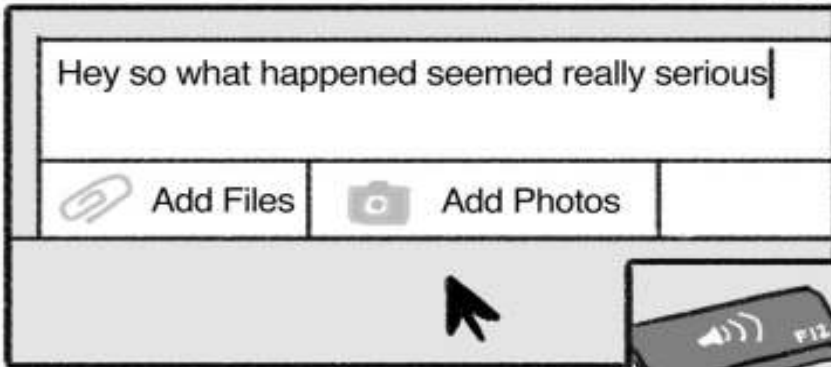 Hey so what happened seemed really serious
Add Files
Add Photos
F12